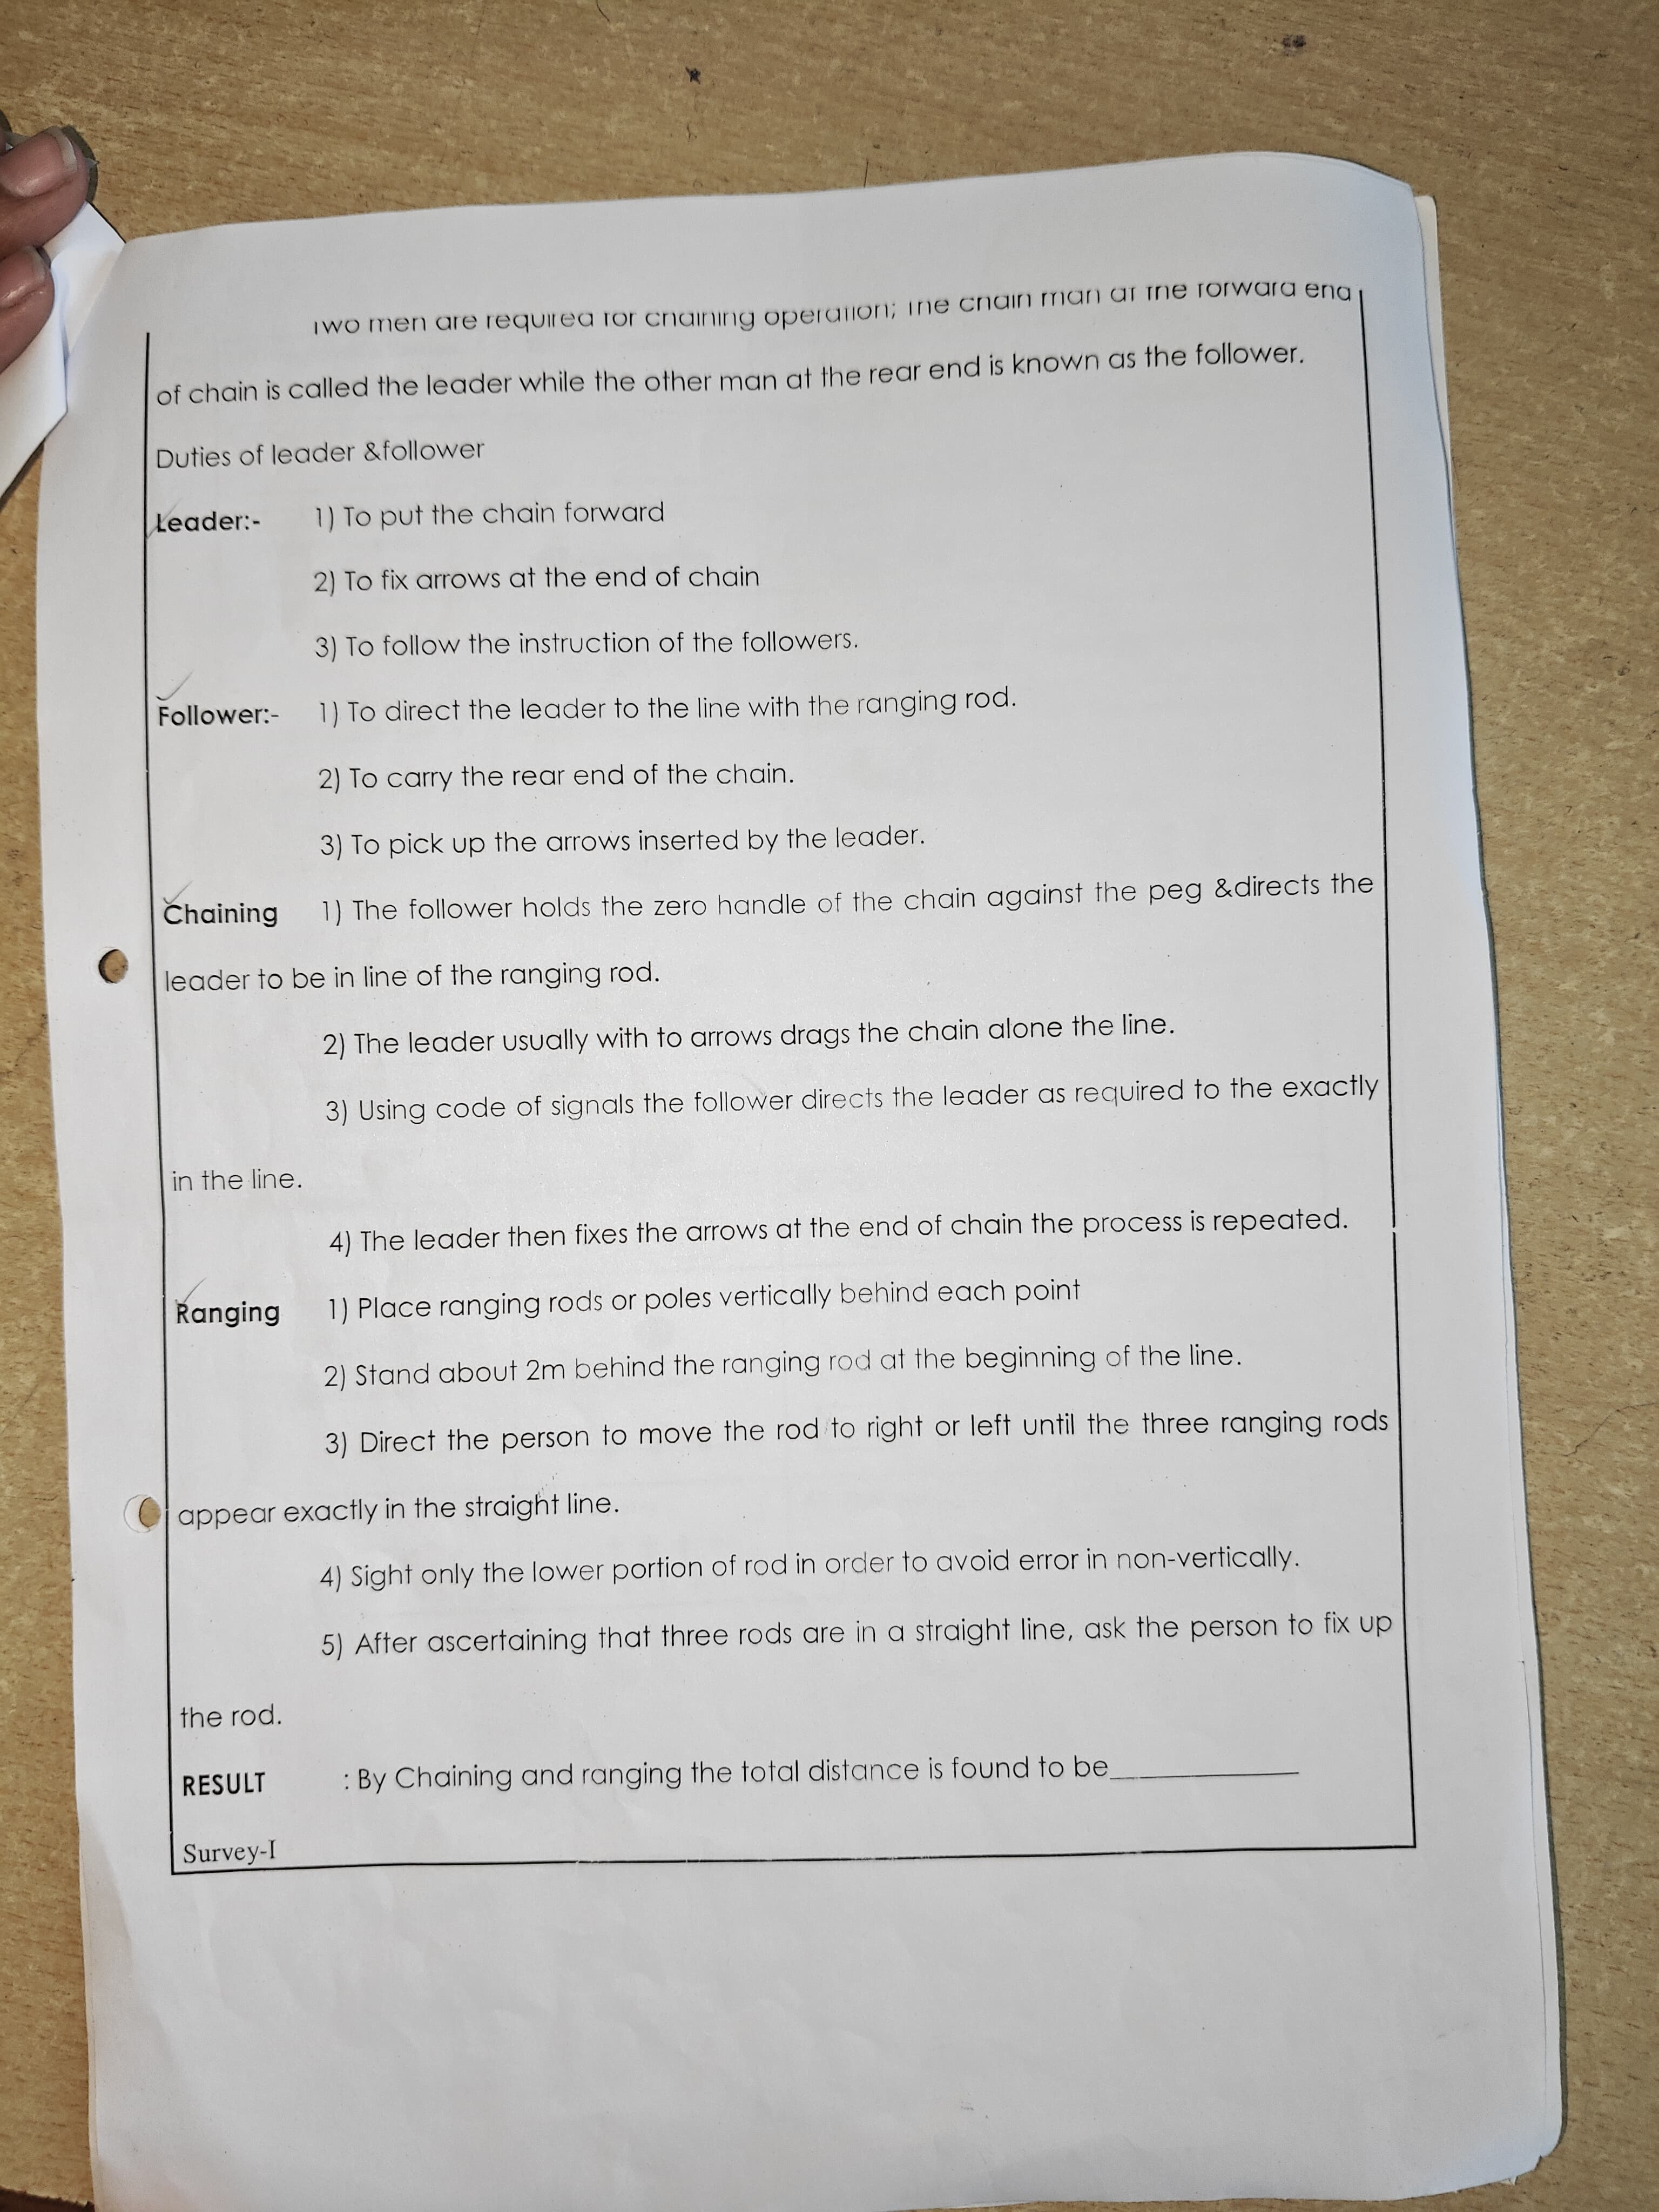 Two men are required for chaining operation; The chain man at the forward end
of chain is called the leader while the other man at the rear end is known as the follower.
Duties of leader &follower
Leader:- 1) To put the chain forward
2) To fix arrows at the end of chain
3) To follow the instruction of the followers.
Follower:- 1) To direct the leader to the line with the ranging rod.
2) To carry the rear end of the chain.
3) To pick up the arrows inserted by the leader.
Chaining 1) The follower holds the zero handle of the chain against the peg &directs the
leader to be in line of the ranging rod.
2) The leader usually with to arrows drags the chain alone the line.
3) Using code of signals the follower directs the leader as required to the exactly
in the line.
4) The leader then fixes the arrows at the end of chain the process is repeated.
Ranging 1) Place ranging rods or poles vertically behind each point
2) Stand about 2m behind the ranging rod at the beginning of the line.
3) Direct the person to move the rod to right or left until the three ranging rods
appear exactly in the straight line.
4) Sight only the lower portion of rod in order to avoid error in non-vertically.
5) After ascertaining that three rods are in a straight line, ask the person to fix up
the rod.
RESULT : By Chaining and ranging the total distance is found to be____________
Survey-I